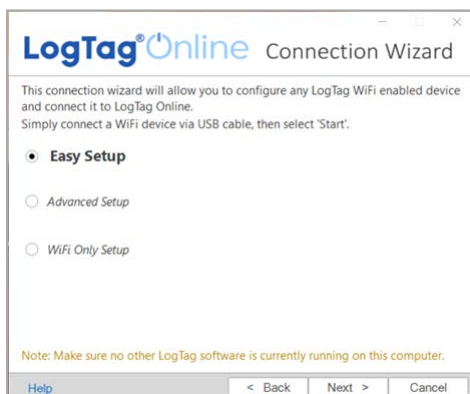 LogTag® Online Connection Wizard
This connection wizard will allow you to configure any LogTag WiFi enabled device
and connect it to LogTag Online.
Simply connect a WiFi device via USB cable, then select 'Start'.
Easy Setup
Advanced Setup
WiFi Only Setup
Note: Make sure no other LogTag software is currently running on this computer.
Help < Back Next > Cancel